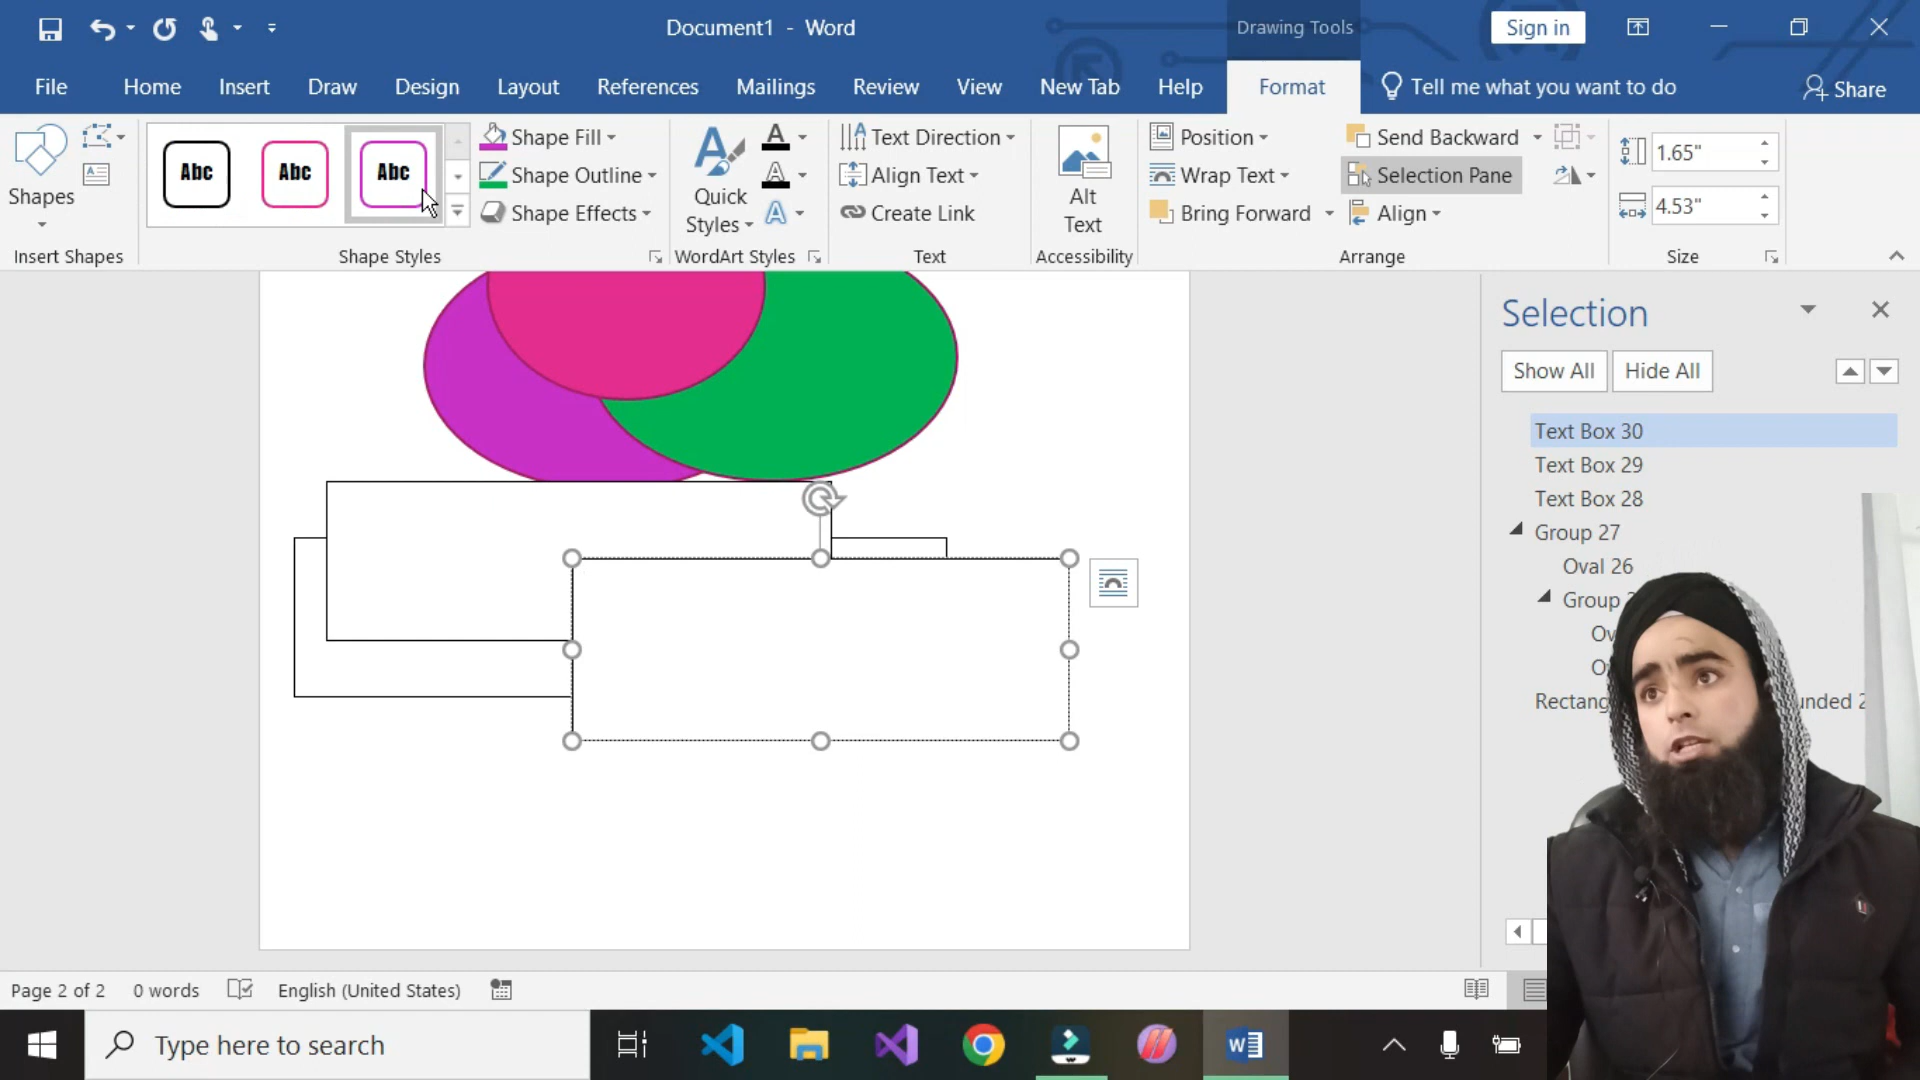 Document1 - Word
Drawing Tools
Sign in
File Home Insert Draw Design Layout References Mailings Review View New Tab Help Format Tell me what you want to do Share
Abc Abc Abc
Shapes
Shape Fill
Shape Outline
Shape Effects
Quick
Styles
Text Direction
Align Text
Create Link
Alt
Text
Position
Wrap Text
Bring Forward
Send Backward
Selection Pane
Align
1.65"
4.53"
Insert Shapes Shape Styles WordArt Styles Text Accessibility Arrange Size
Selection
Show All Hide All
Text Box 30
Text Box 29
Text Box 28
Group 27
Oval 26
Group
Page 2 of 2 0 words English (United States)
Type here to search